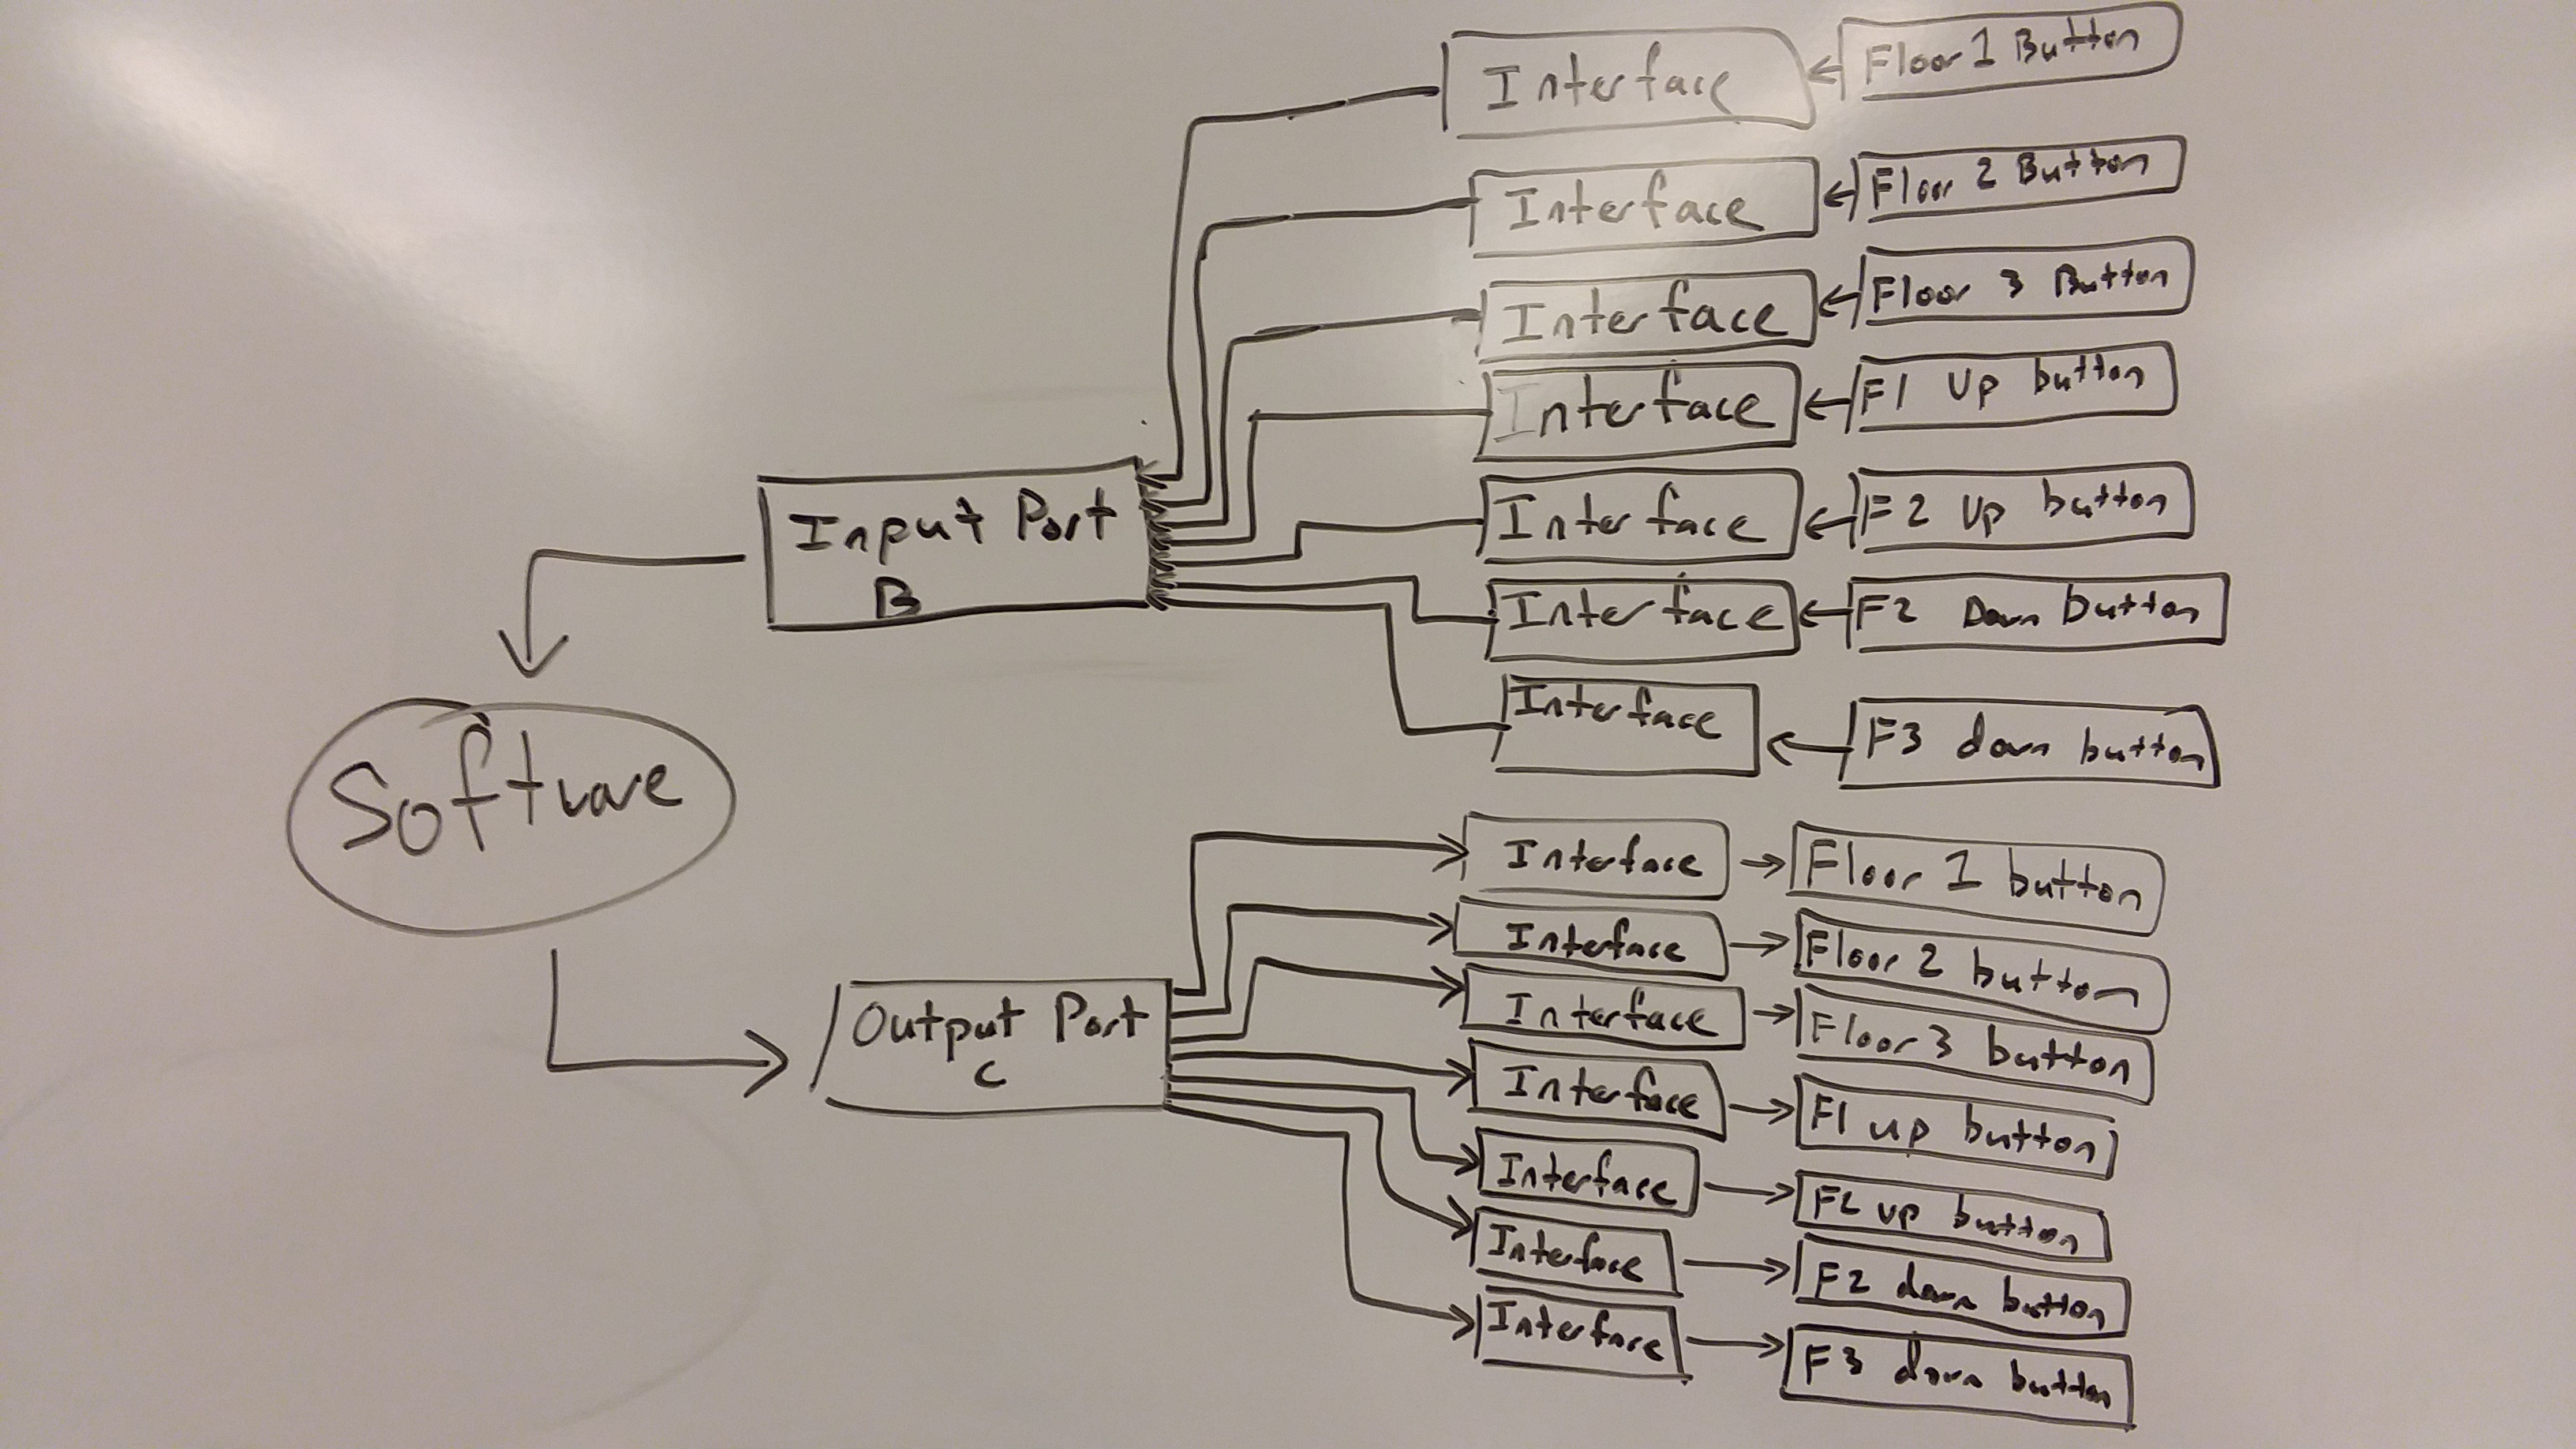 Interface
Floor 1 Button
Interface
Floor 2 Button
Interface
Floor 3 Button
Interface
F1 Up button
Interface
F2 Up button
Interface
F2 Down button
Interface
F3 down button
Input Port
B
Software
Output Port
C
Interface
Floor 1 button
Interface
Floor 2 button
Interface
Floor 3 button
Interface
F1 up button
Interface
F2 up button
Interface
F2 down button
Interface
F3 down button